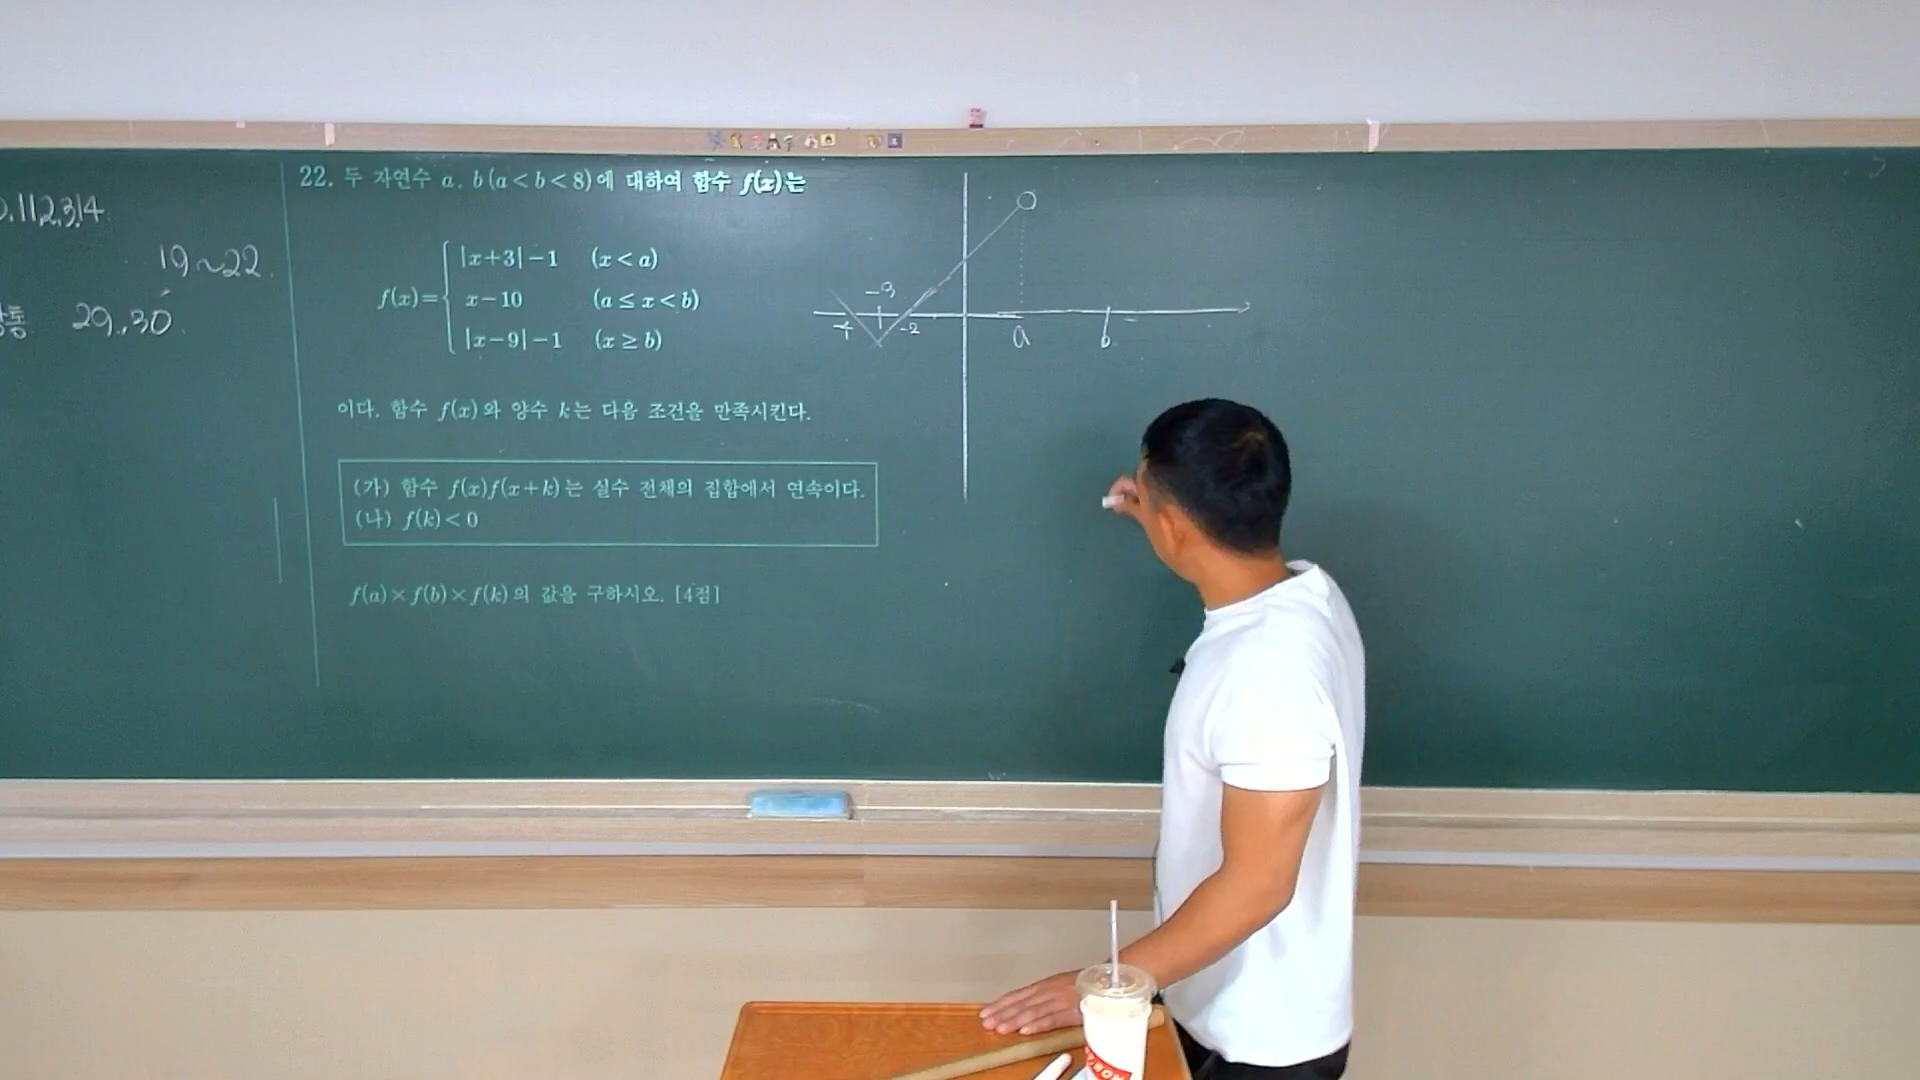 0.11,2,3,14.
19~22.
통 29.,30.
22. 두 자연수 a, b(a<b<8)에 대하여 함수 f(x)는
f(x)= |x+3|-1 (x<a)
x-10 (a≤x<b)
|x-9|-1 (x≥b)
이다. 함수 f(x)와 양수 k는 다음 조건을 만족시킨다.
(가) 함수 f(x)f(x+k)는 실수 전체의 집합에서 연속이다.
(나) f(k)<0
f(a)×f(b)×f(k)의 값을 구하시오. [4점]
-3
-4 -2 a b